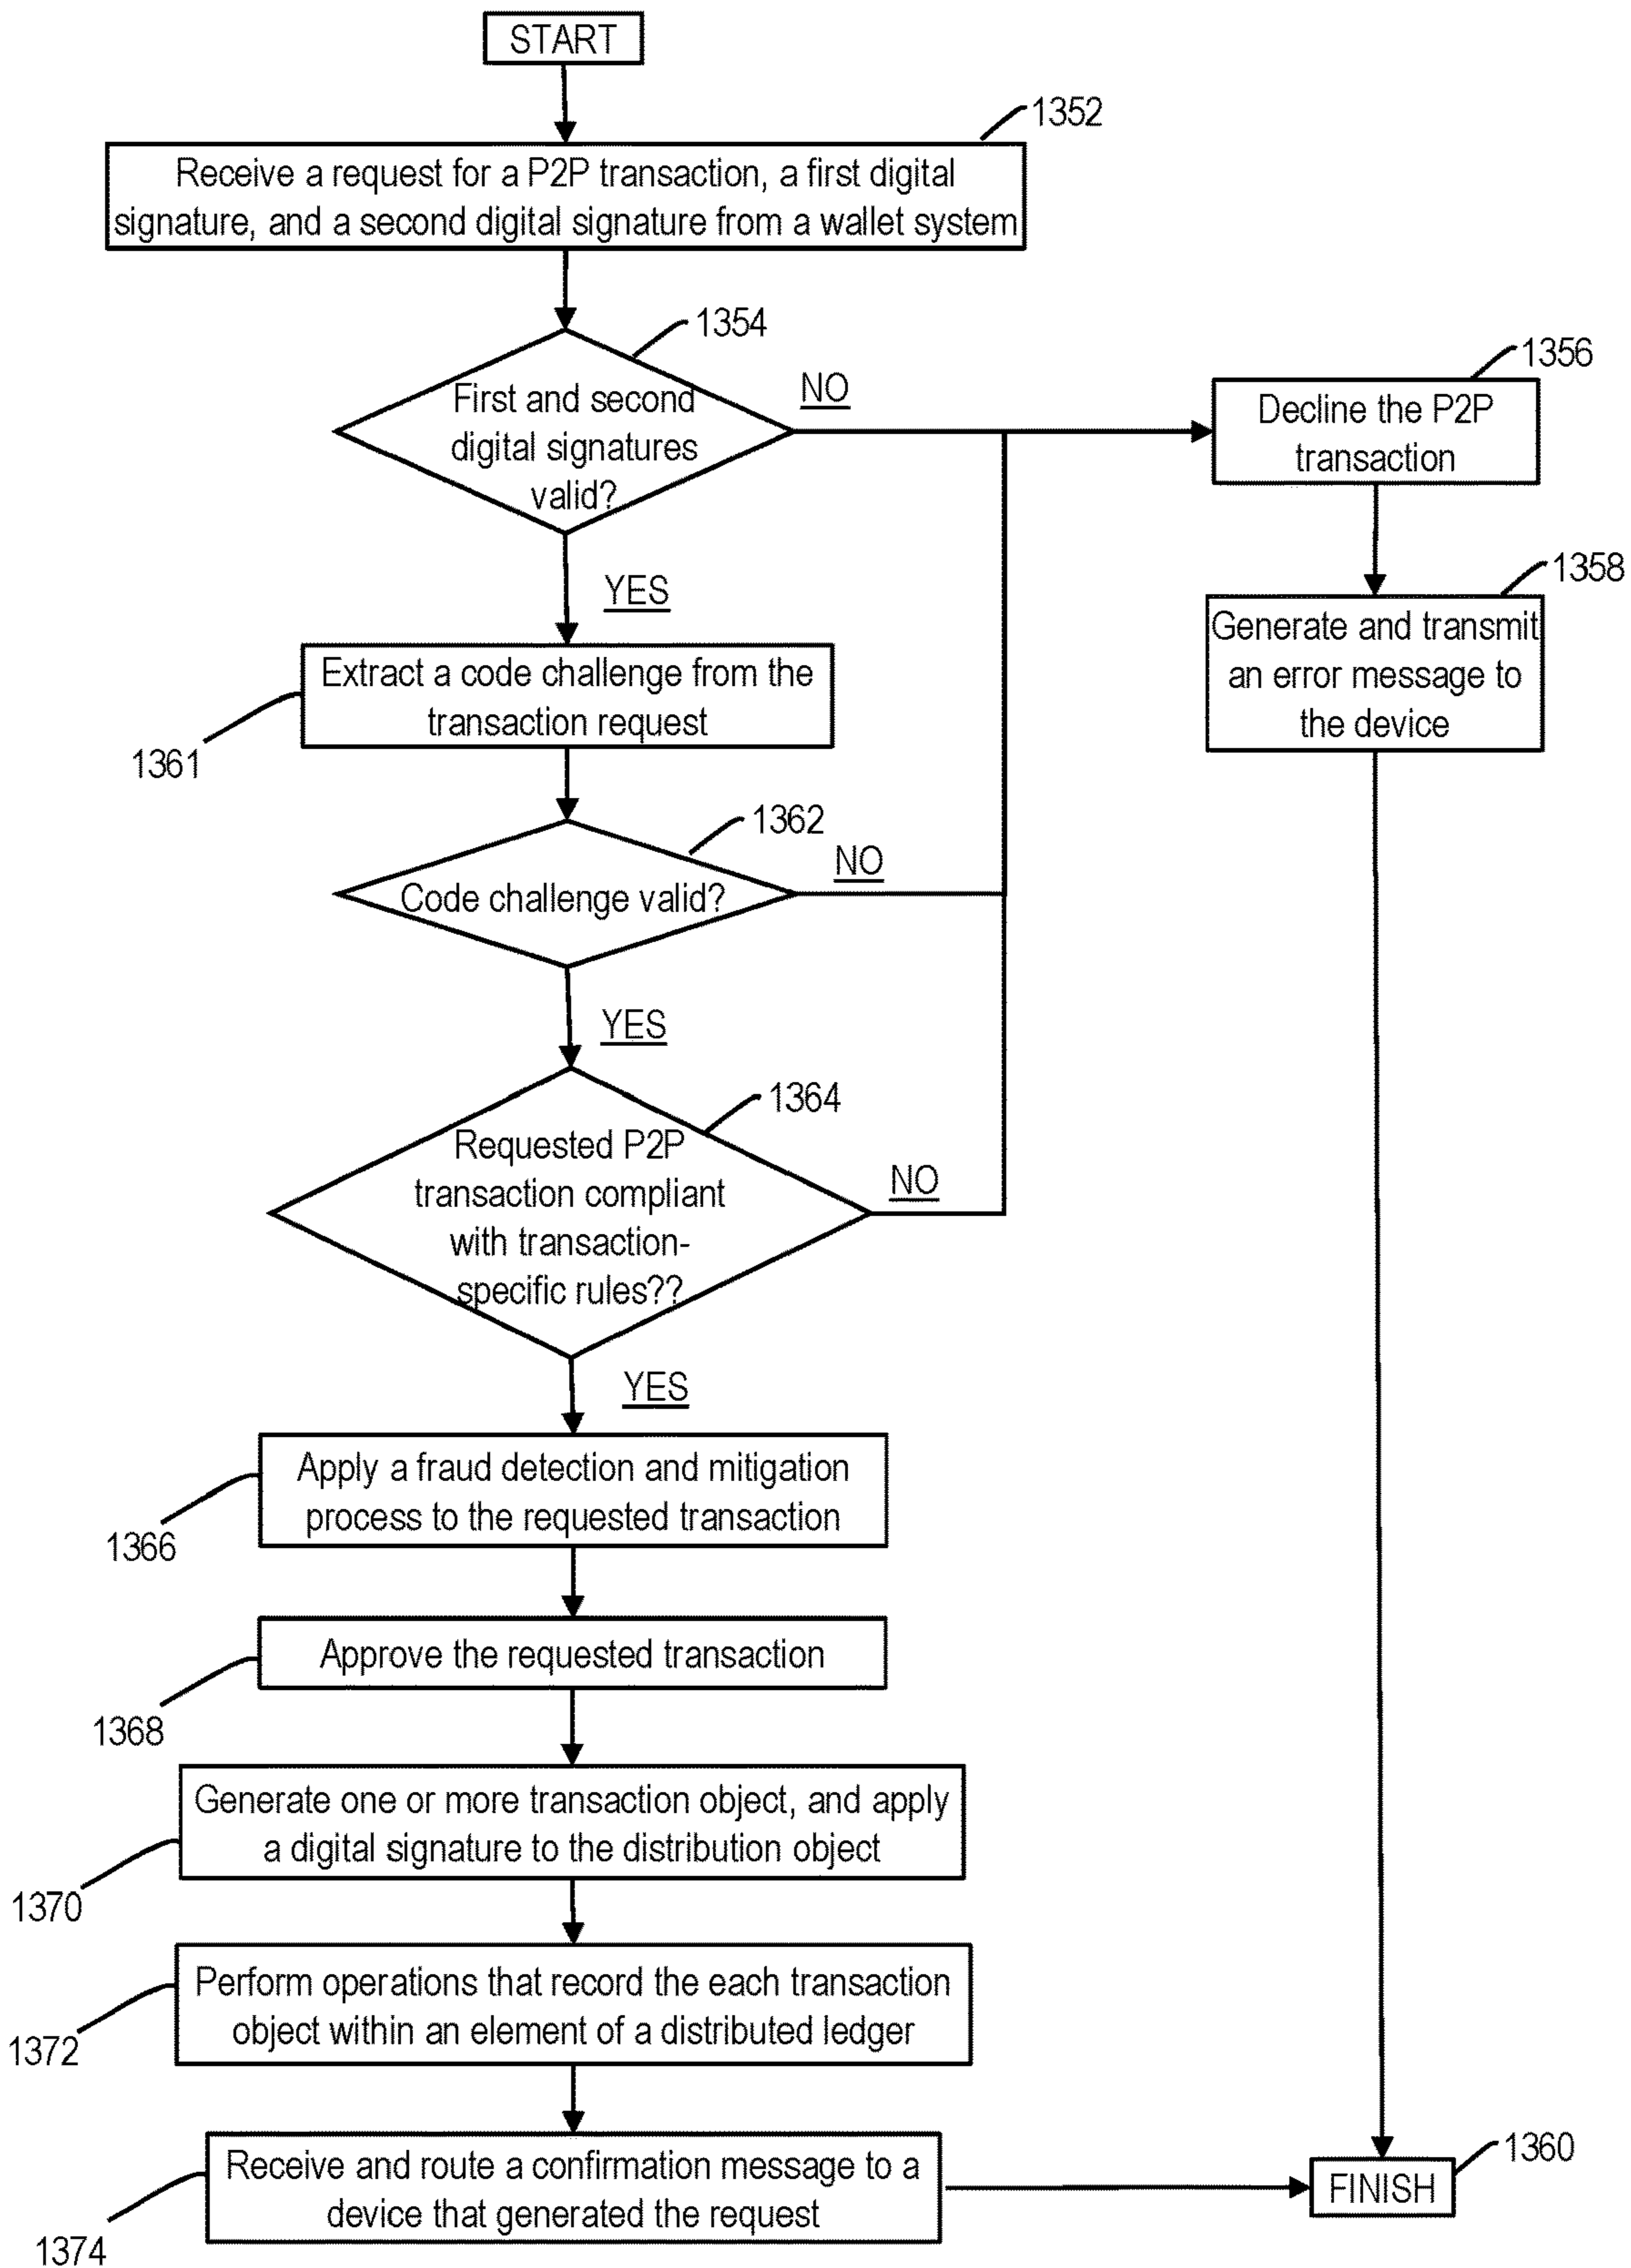 START
1352
Receive a request for a P2P transaction, a first digital
signature, and a second digital signature from a wallet system
1354
First and second
digital signatures
valid?
NO
1356
Decline the P2P
transaction
YES
1358
Generate and transmit
an error message to
the device
Extract a code challenge from the
transaction request
1361
1362
Code challenge valid?
NO
YES
1364
Requested P2P
transaction compliant
with transaction-
specific rules??
NO
YES
Apply a fraud detection and mitigation
process to the requested transaction
1366
Approve the requested transaction
1368
Generate one or more transaction object, and apply
a digital signature to the distribution object
1370
Perform operations that record the each transaction
object within an element of a distributed ledger
1372
Receive and route a confirmation message to a
device that generated the request
1374
1360
FINISH